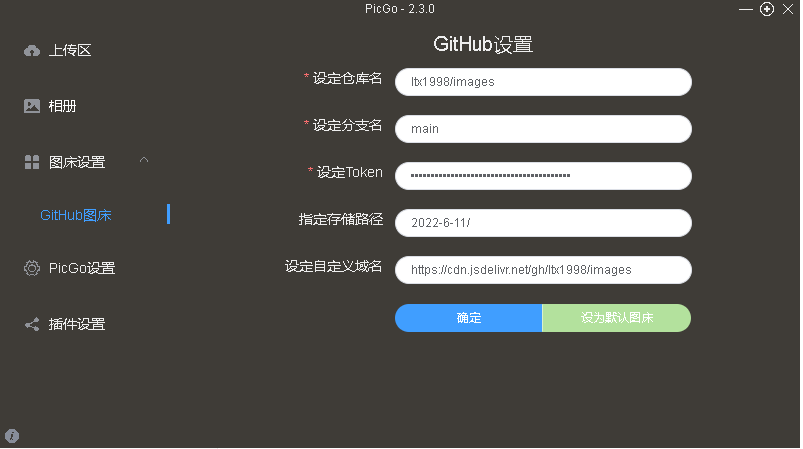 PicGo - 2.3.0
上传区
相册
图床设置
GitHub图床
PicGo设置
插件设置
GitHub设置
* 设定仓库名
ltx1998/images
* 设定分支名
main
* 设定Token
指定存储路径
2022-6-11/
设定自定义域名
https://cdn.jsdelivr.net/gh/ltx1998/images
确定
设为默认图床